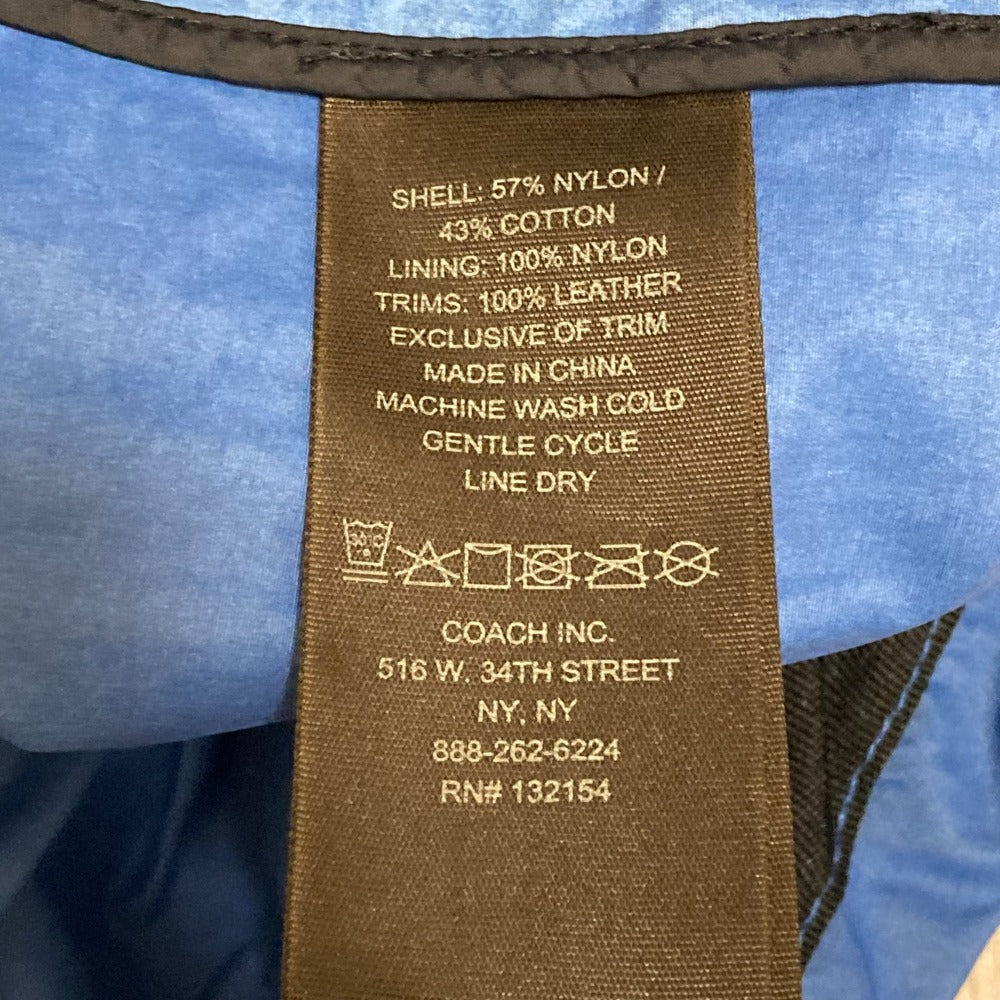 SHELL: 57% NYLON /
43% COTTON
LINING: 100% NYLON
TRIMS: 100% LEATHER
EXCLUSIVE OF TRIM
MADE IN CHINA
MACHINE WASH COLD
GENTLE CYCLE
LINE DRY
30°C
COACH INC.
516 W. 34TH STREET
NY, NY
888-262-6224
RN# 132154